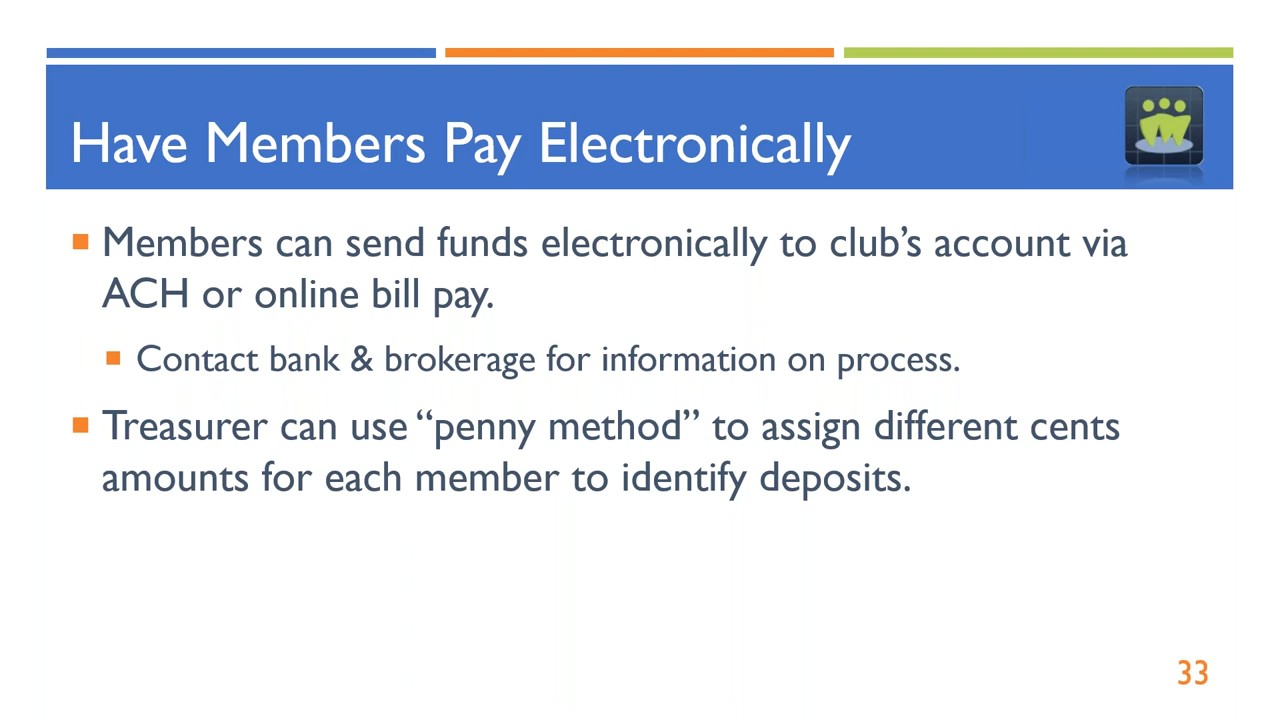 Have Members Pay Electronically
Members can send funds electronically to club’s account via
ACH or online bill pay.
Contact bank & brokerage for information on process.
Treasurer can use “penny method” to assign different cents
amounts for each member to identify deposits.
33